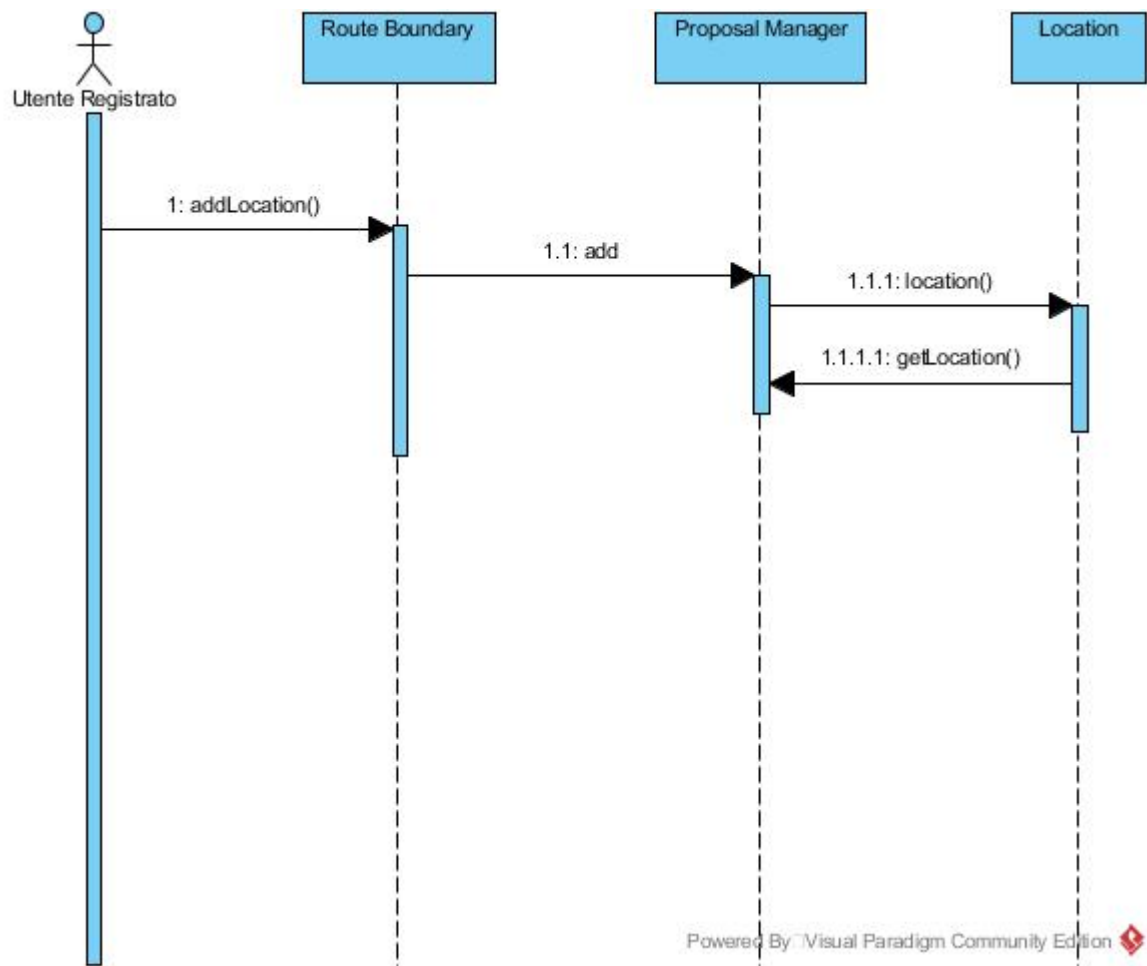 Route Boundary
Proposal Manager
Location
Utente Registrato
1: addLocation()
1.1: add
1.1.1: location()
1.1.1.1: getLocation()
Powered By Visual Paradigm Community Edition